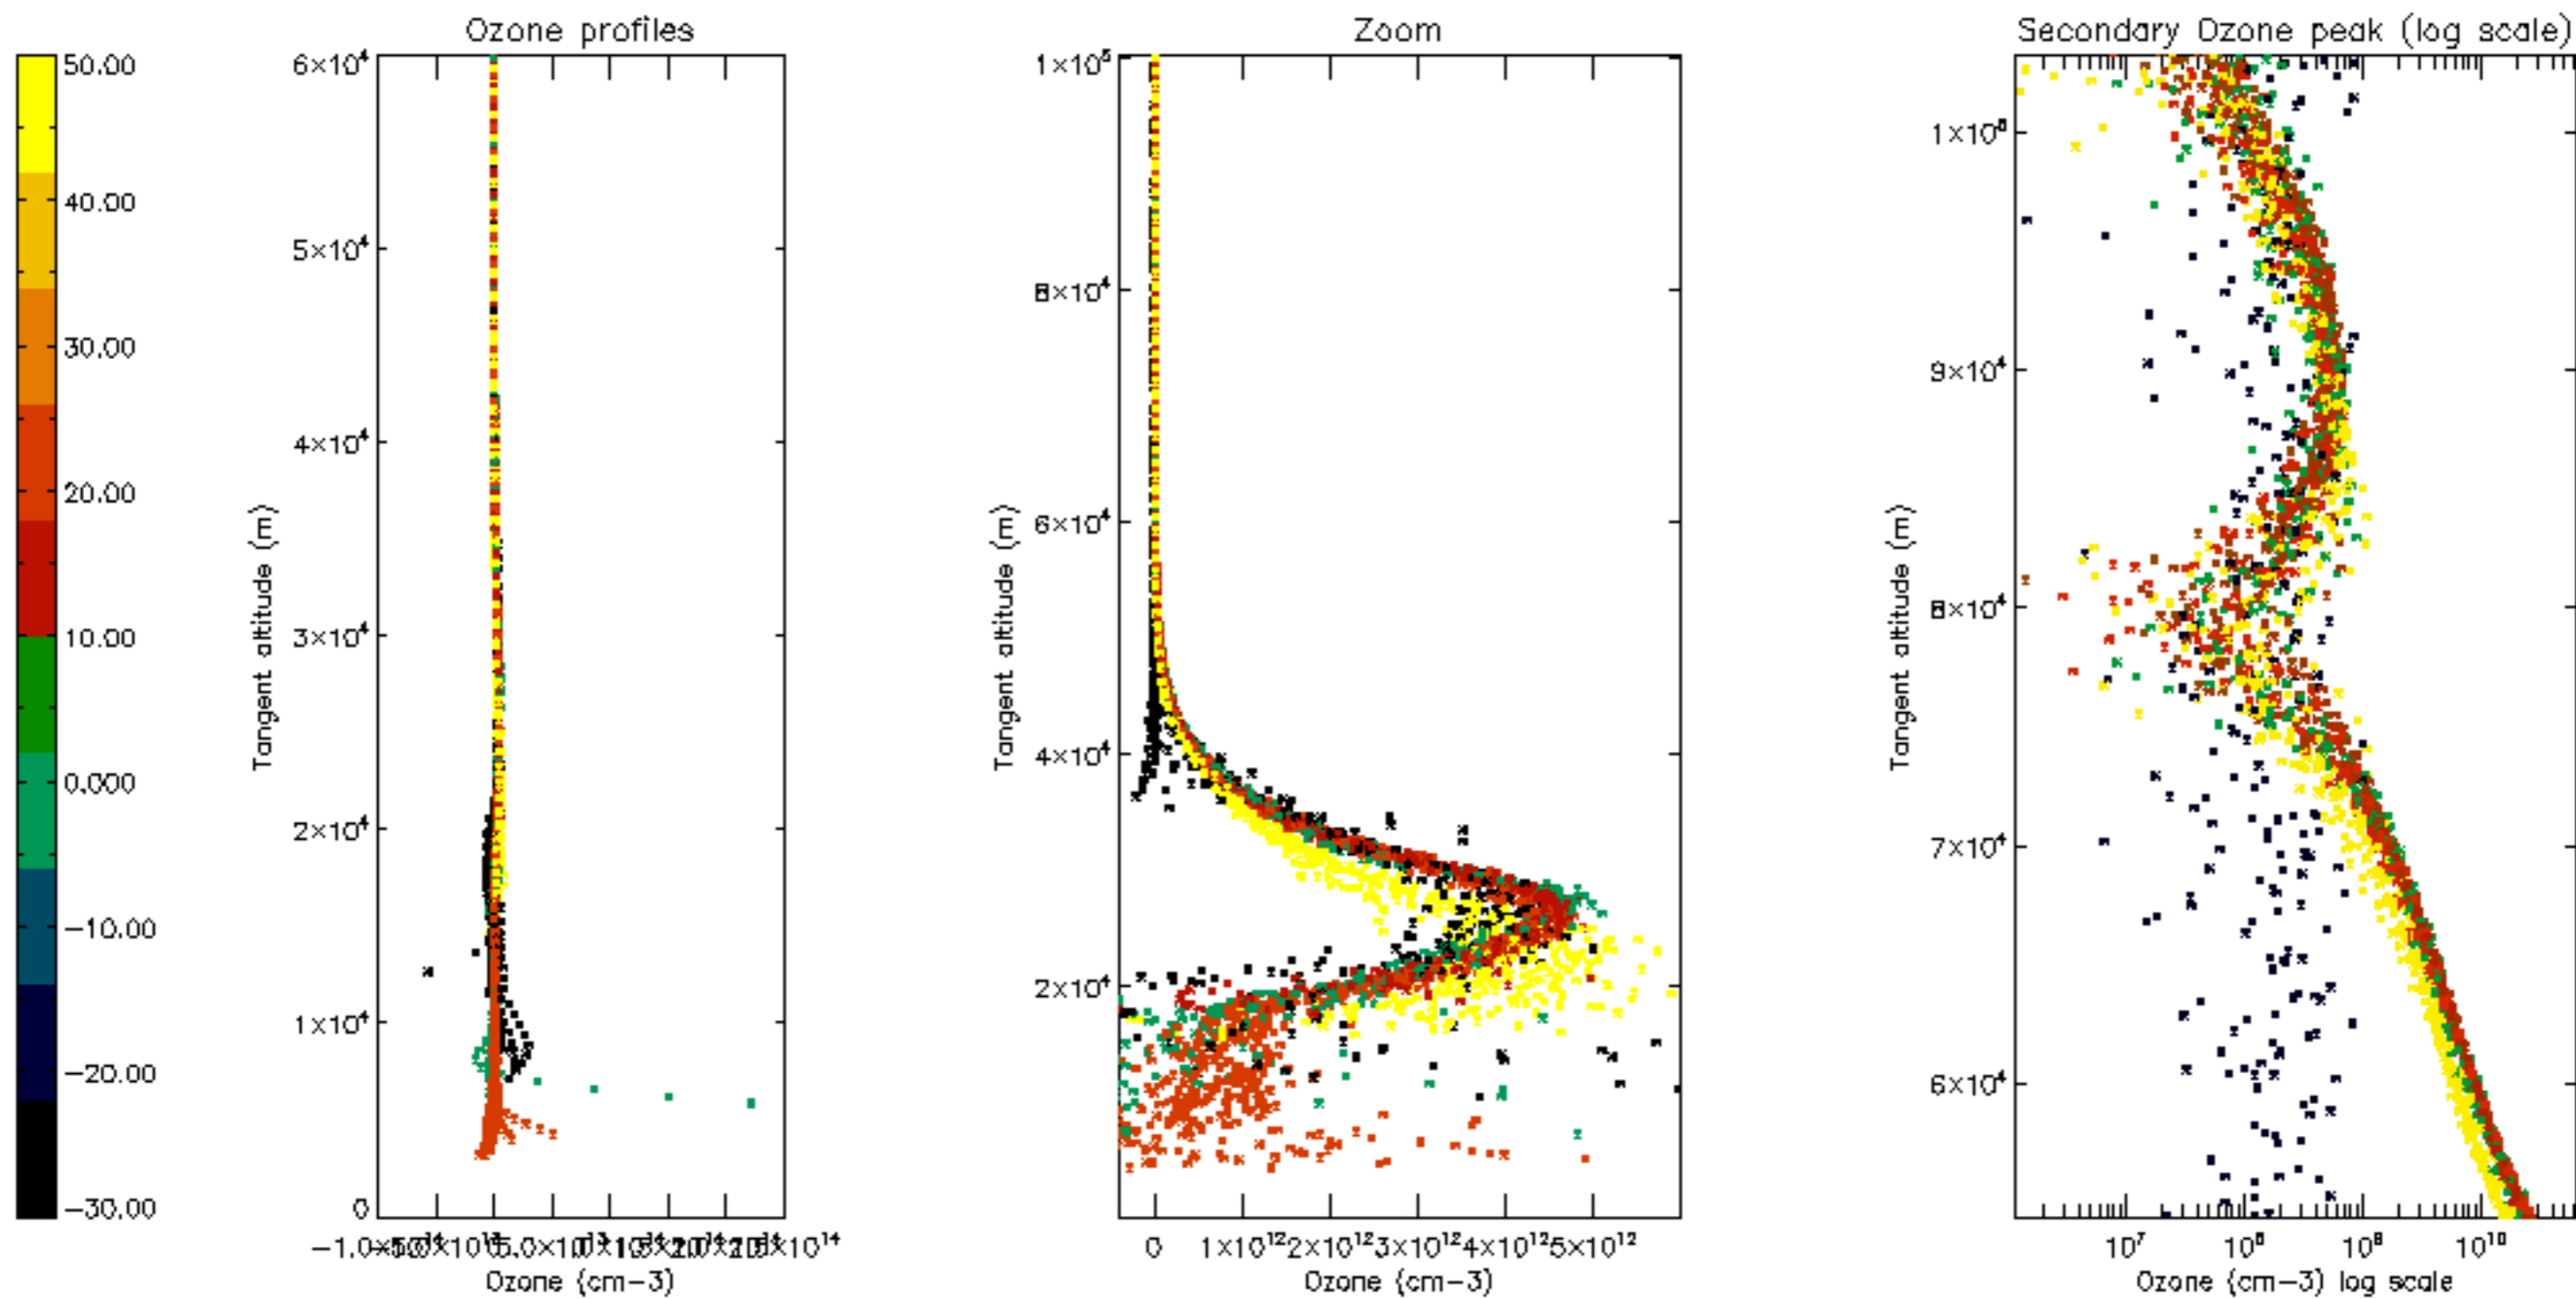 Ozone profiles
Zoom
Secondary Ozone peak (log scale)
50.00
40.00
30.00
20.00
10.00
0.000
−10.00
−20.00
−30.00
Tangent altitude (m)
6×10⁴
5×10⁴
4×10⁴
3×10⁴
2×10⁴
1×10⁴
0
Ozone (cm−3)
Tangent altitude (m)
1×10⁵
8×10⁴
6×10⁴
4×10⁴
2×10⁴
0 1×10¹² 2×10¹² 3×10¹² 4×10¹² 5×10¹²
Ozone (cm−3)
Tangent altitude (m)
1×10⁵
9×10⁴
8×10⁴
7×10⁴
6×10⁴
10⁷ 10⁸ 10⁹ 10¹⁰
Ozone (cm−3) log scale